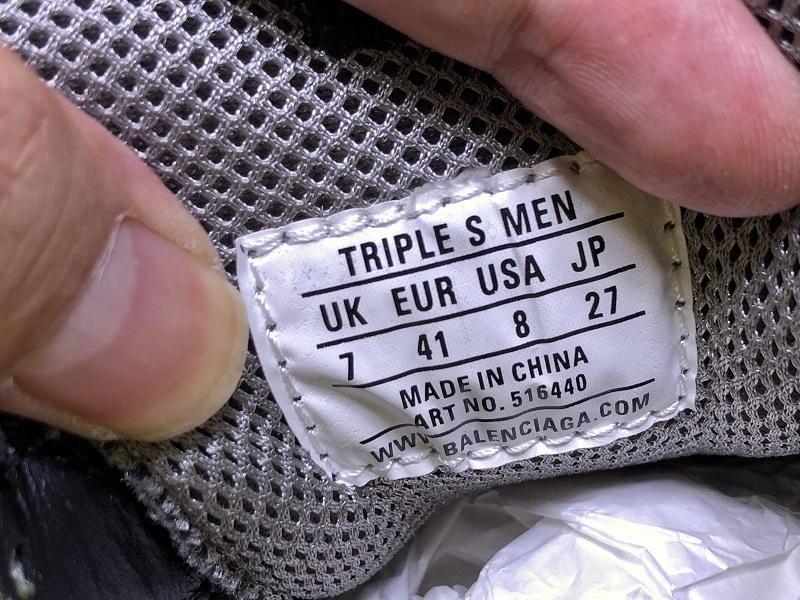 TRIPLE S MEN
UK EUR USA JP
7 41 8 27
MADE IN CHINA
ART NO. 516440
WWW.BALENCIAGA.COM